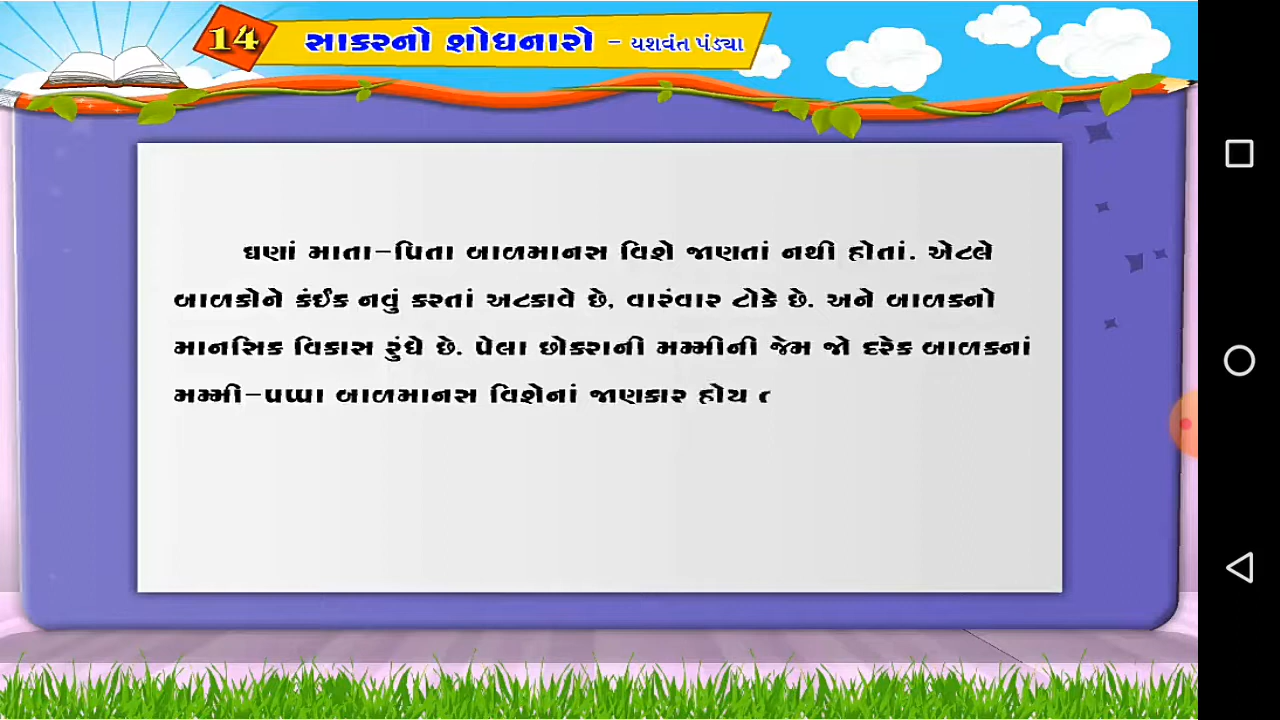 14 સાકરનો શોધનારો - યશવંત પંડ્યા
ઘણાં માતા-પિતા બાળમાનસ વિશે જાણતાં નથી હોતાં. એટલે
બાળકોને કંઈક નવું કરતાં અટકાવે છે, વારંવાર ટોકે છે. અને બાળકનો
માનસિક વિકાસ રુંધે છે. પેલા છોકરાની મમ્મીની જેમ જો દરેક બાળકનાં
મમ્મી-પપ્પા બાળમાનસ વિશેનાં જાણકાર હોય